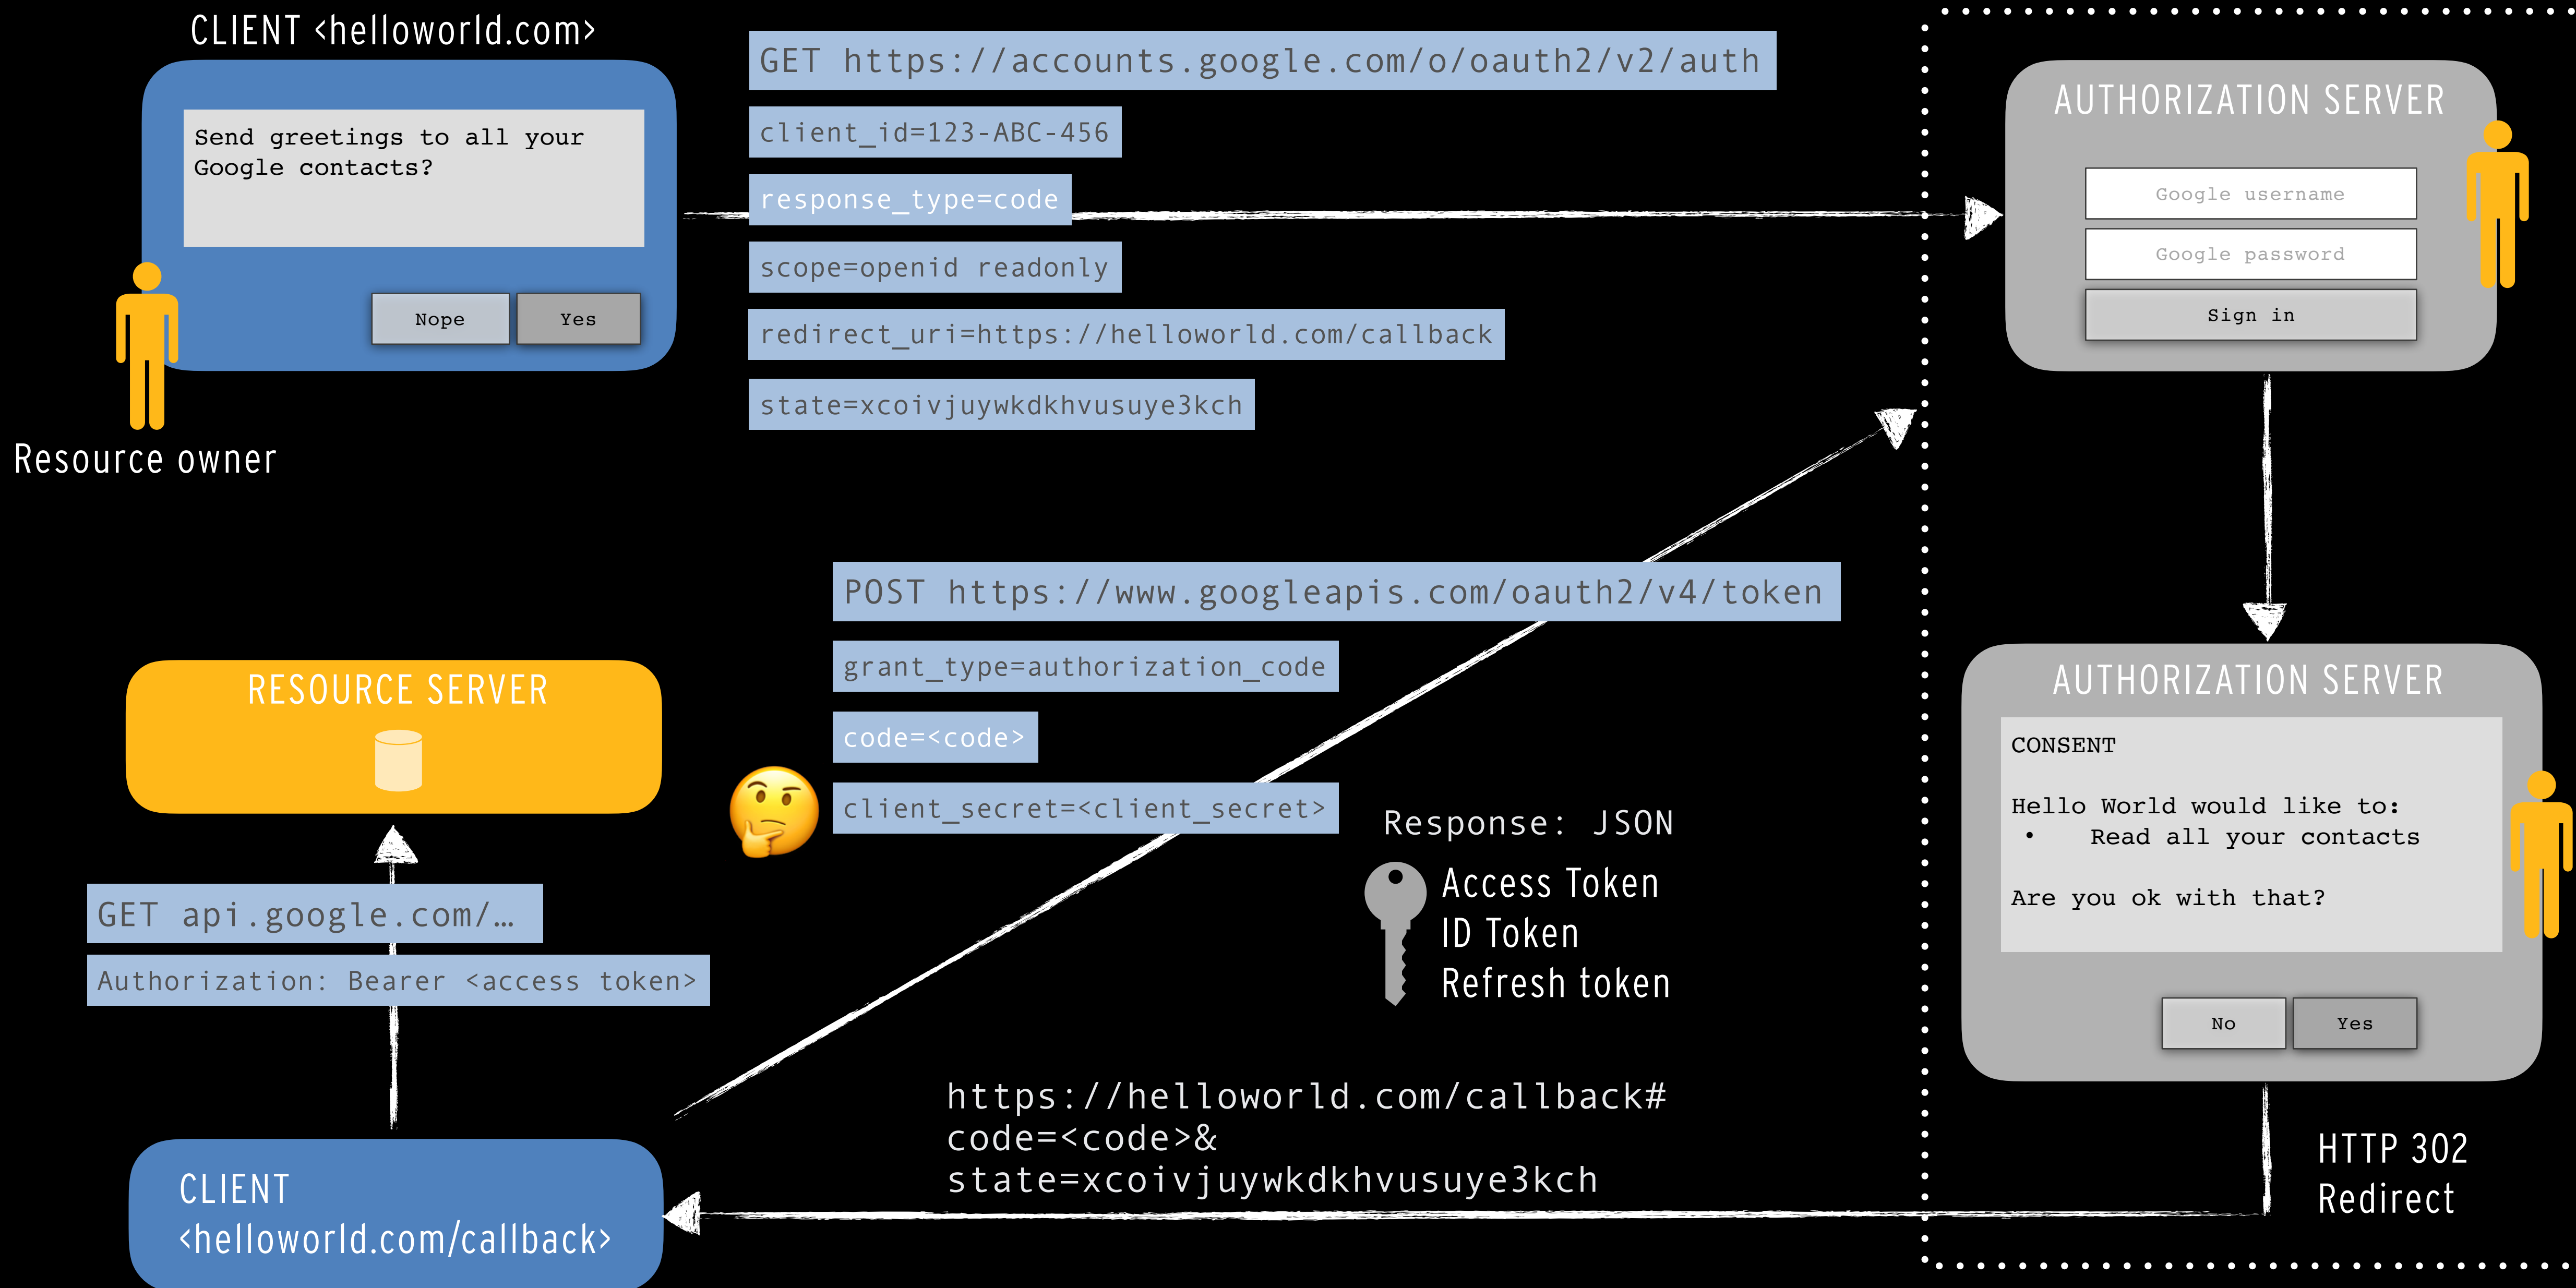 CLIENT <helloworld.com>
Send greetings to all your
Google contacts?
Nope
Yes
Resource owner
GET https://accounts.google.com/o/oauth2/v2/auth
client_id=123-ABC-456
response_type=code
scope=openid readonly
redirect_uri=https://helloworld.com/callback
state=xcoivjuywkdkhvusuye3kch
AUTHORIZATION SERVER
Google username
Google password
Sign in
AUTHORIZATION SERVER
CONSENT
Hello World would like to:
• Read all your contacts
Are you ok with that?
No
Yes
HTTP 302
Redirect
https://helloworld.com/callback#
code=<code>&
state=xcoivjuywkdkhvusuye3kch
CLIENT
<helloworld.com/callback>
POST https://www.googleapis.com/oauth2/v4/token
grant_type=authorization_code
code=<code>
client_secret=<client_secret>
Response: JSON
Access Token
ID Token
Refresh token
RESOURCE SERVER
GET api.google.com/…
Authorization: Bearer <access token>